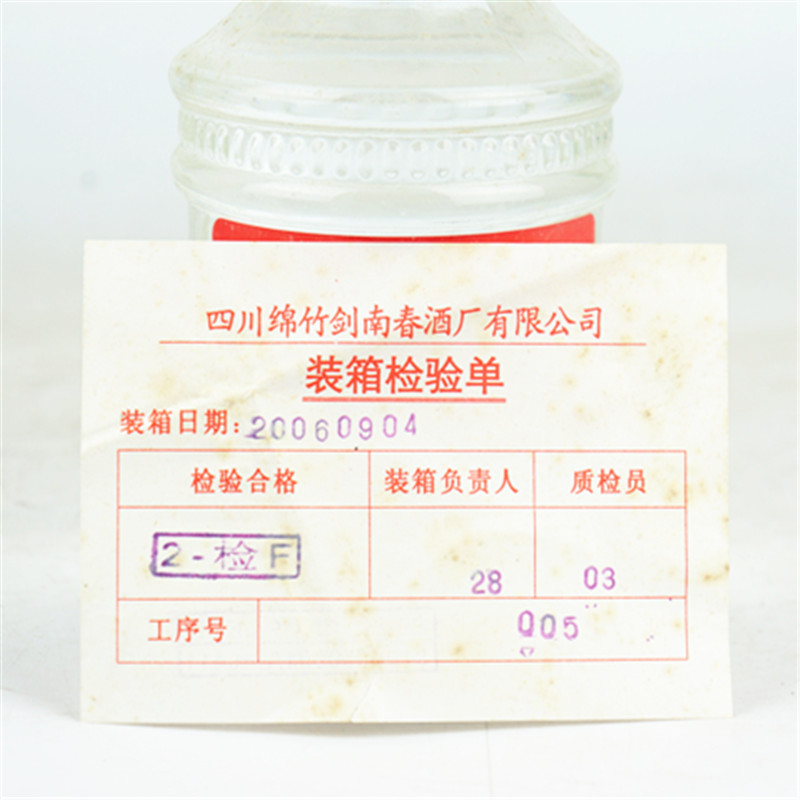 四川绵竹剑南春酒厂有限公司
装箱检验单
装箱日期:20060904
检验合格 装箱负责人 质检员
2-检F 28 03
工序号 005